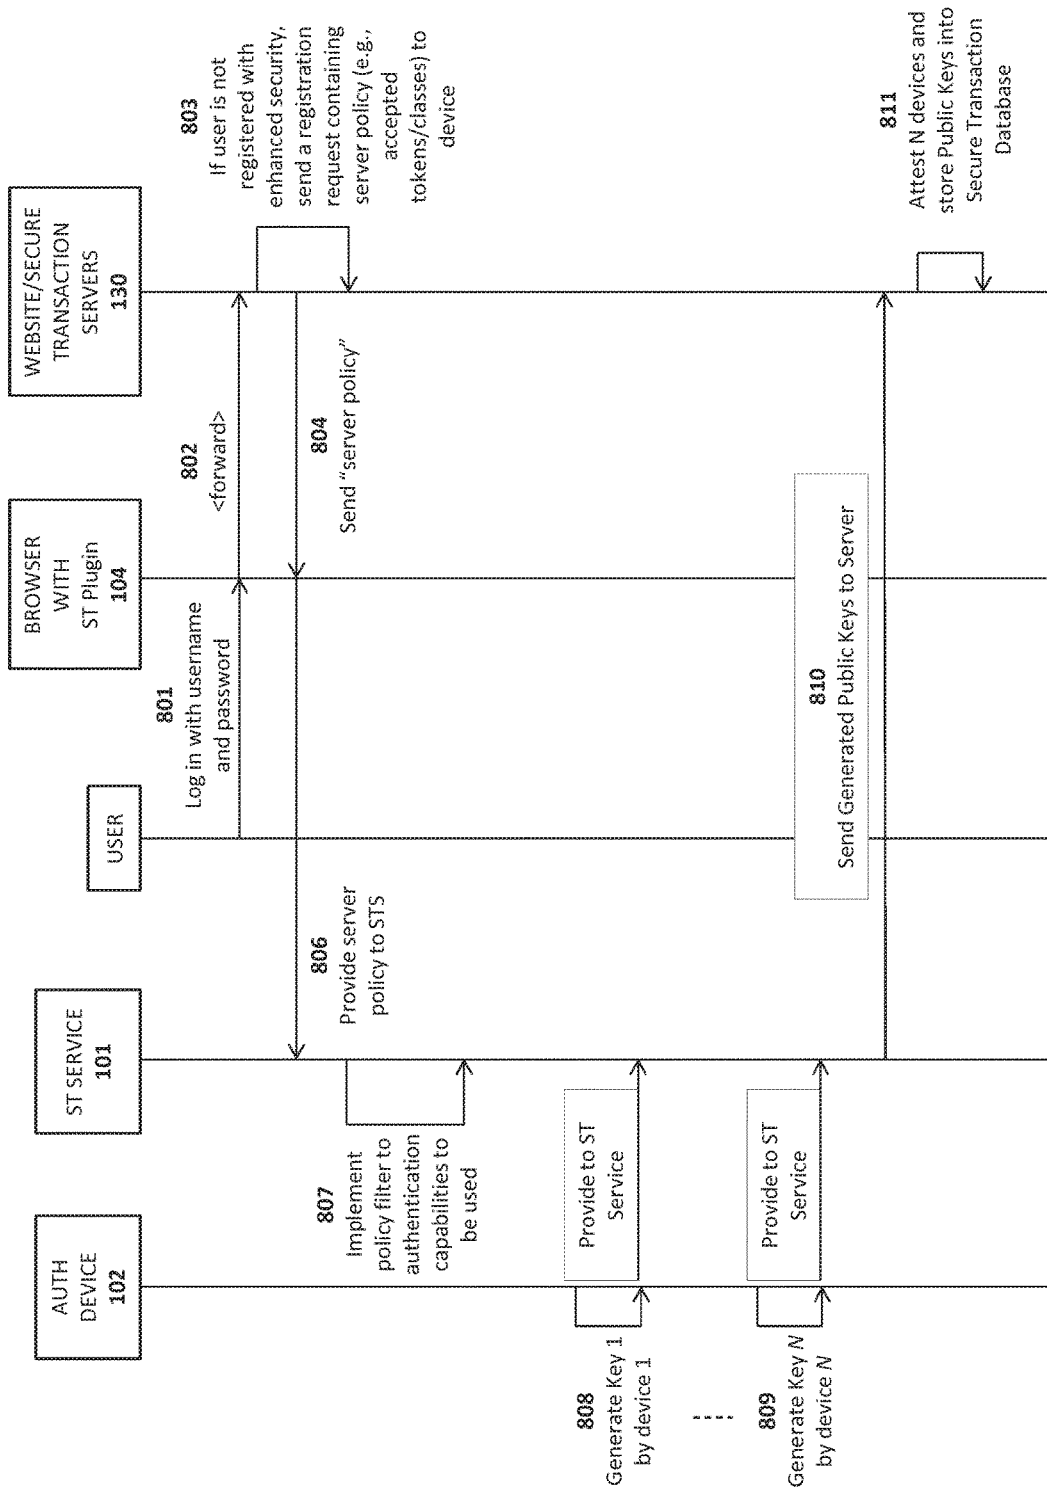 AUTH
DEVICE
102
ST SERVICE
101
USER
BROWSER
WITH
ST Plugin
104
WEBSITE/SECURE
TRANSACTION
SERVERS
130
801
Log in with username
and password
802
<forward>
803
If user is not
registered with
enhanced security,
send a registration
request containing
server policy (e.g.,
accepted
tokens/classes) to
device
804
Send “server policy”
806
Provide server
policy to STS
807
Implement
policy filter to
authentication
capabilities to
be used
808
Generate Key 1
by device 1
Provide to ST
Service
809
Generate Key N
by device N
Provide to ST
Service
810
Send Generated Public Keys to Server
811
Attest N devices and
store Public Keys into
Secure Transaction
Database